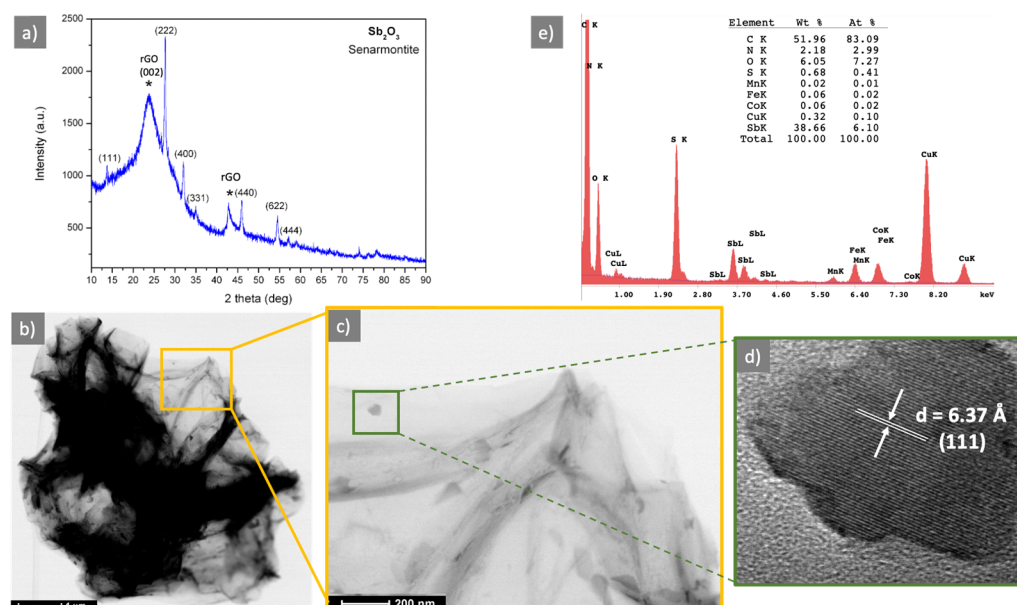 a)
Sb₂O₃
Senarmontite
rGO
(002)
*
(222)
(111)
(400)
(331)
rGO
*
(440)
(622)
(444)
Intensity (a.u.)
2500
2000
1500
1000
500
10 15 20 25 30 35 40 45 50 55 60 65 70 75 80 85 90
2 theta (deg)
e)
Element Wt % At %
C K 51.96 83.09
N K 2.18 2.99
O K 6.05 7.27
S K 0.68 0.41
MnK 0.02 0.01
FeK 0.06 0.02
CoK 0.06 0.02
CuK 0.32 0.10
SbK 38.66 6.10
Total 100.00 100.00
C K
N K
O K
CuL
CuL
S K
SbL
SbL
SbL
SbL
SbL
MnK
FeK
MnK
CoK
FeK
CoK
CuK
CuK
1.00 1.90 2.80 3.70 4.60 5.50 6.40 7.30 8.20 keV
b)
c)
200 nm
d)
d = 6.37 Å
(111)